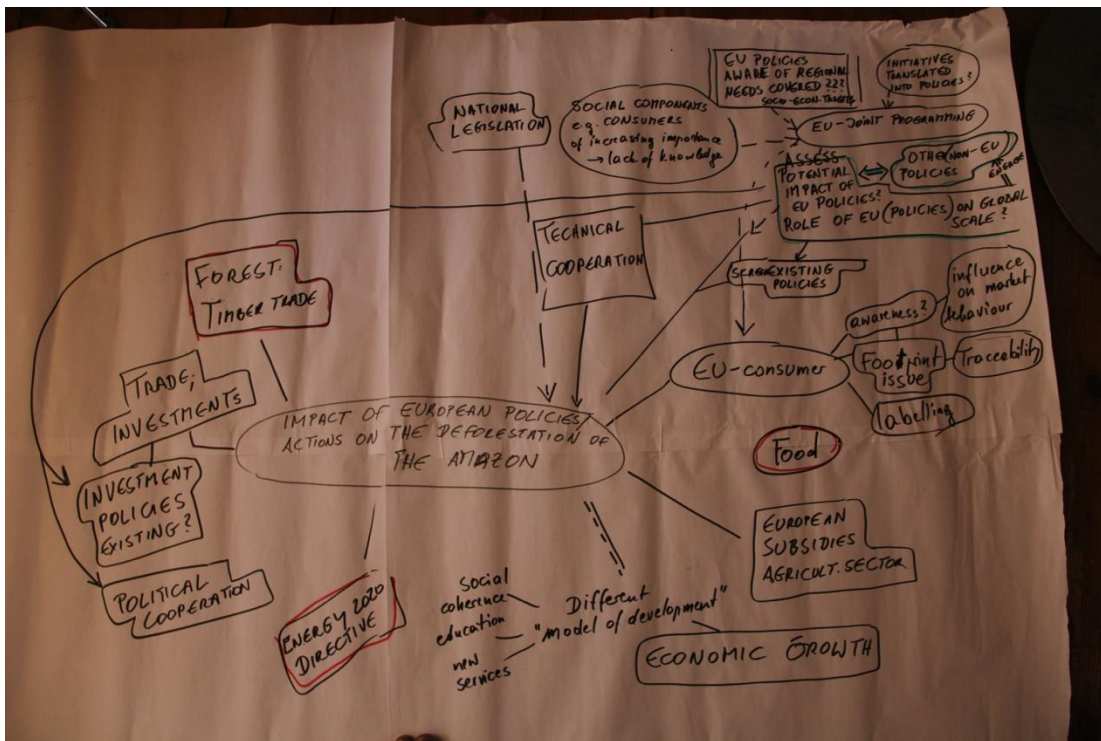 EU POLICIES
AWARE OF REGIONAL
NEEDS COVERED ???
SOCIO-ECON. TARGETS
INITIATIVES
TRANSLATED
INTO POLICIES?
NATIONAL
LEGISLATION
SOCIAL COMPONENTS
e.g. CONSUMERS
of increasing importance
→ lack of knowledge
EU-JOINT PROGRAMMING
ASSESS
POTENTIAL
IMPACT OF
EU POLICIES?
ROLE OF EU (POLICIES) ON GLOBAL
SCALE?
OTHER/NON-EU
POLICIES
ENGAGE
TECHNICAL
COOPERATION
EXISTING
POLICIES
FOREST:
TIMBER TRADE
influence
on market
behaviour
awareness?
EU-consumer
Footprint
issue
Traceability
labelling
TRADE;
INVESTMENTS
IMPACT OF EUROPEAN POLICIES/
ACTIONS ON THE DEFORESTATION OF
THE AMAZON
Food
INVESTMENT
POLICIES
EXISTING?
EUROPEAN
SUBSIDIES
AGRICULT. SECTOR
POLITICAL
COOPERATION
ENERGY 2020
DIRECTIVE
social
coherence
education
new
services
Different
"model of development"
ECONOMIC GROWTH